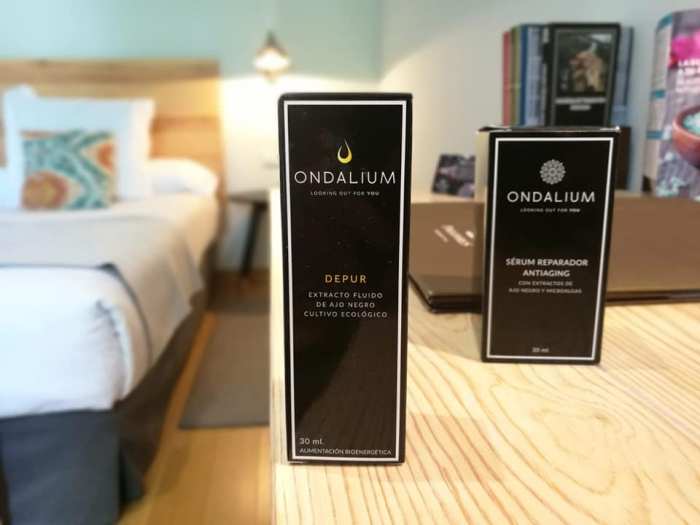 ONDALIUM
LOOKING OUT FOR YOU
DEPUR
EXTRACTO FLUIDO
DE AJO NEGRO
CULTIVO ECOLÓGICO
30 ml.
ALIMENTACIÓN BIOENERGÉTICA
ONDALIUM
LOOKING OUT FOR YOU
SÉRUM REPARADOR
ANTIAGING
CON EXTRACTOS DE
AJO NEGRO Y MICROALGAS
30 ml